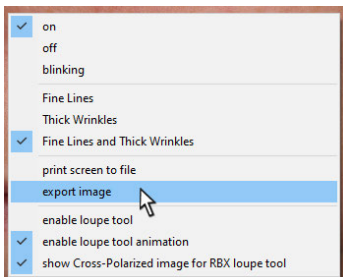 on
off
blinking
Fine Lines
Thick Wrinkles
Fine Lines and Thick Wrinkles
print screen to file
export image
enable loupe tool
enable loupe tool animation
show Cross-Polarized image for RBX loupe tool